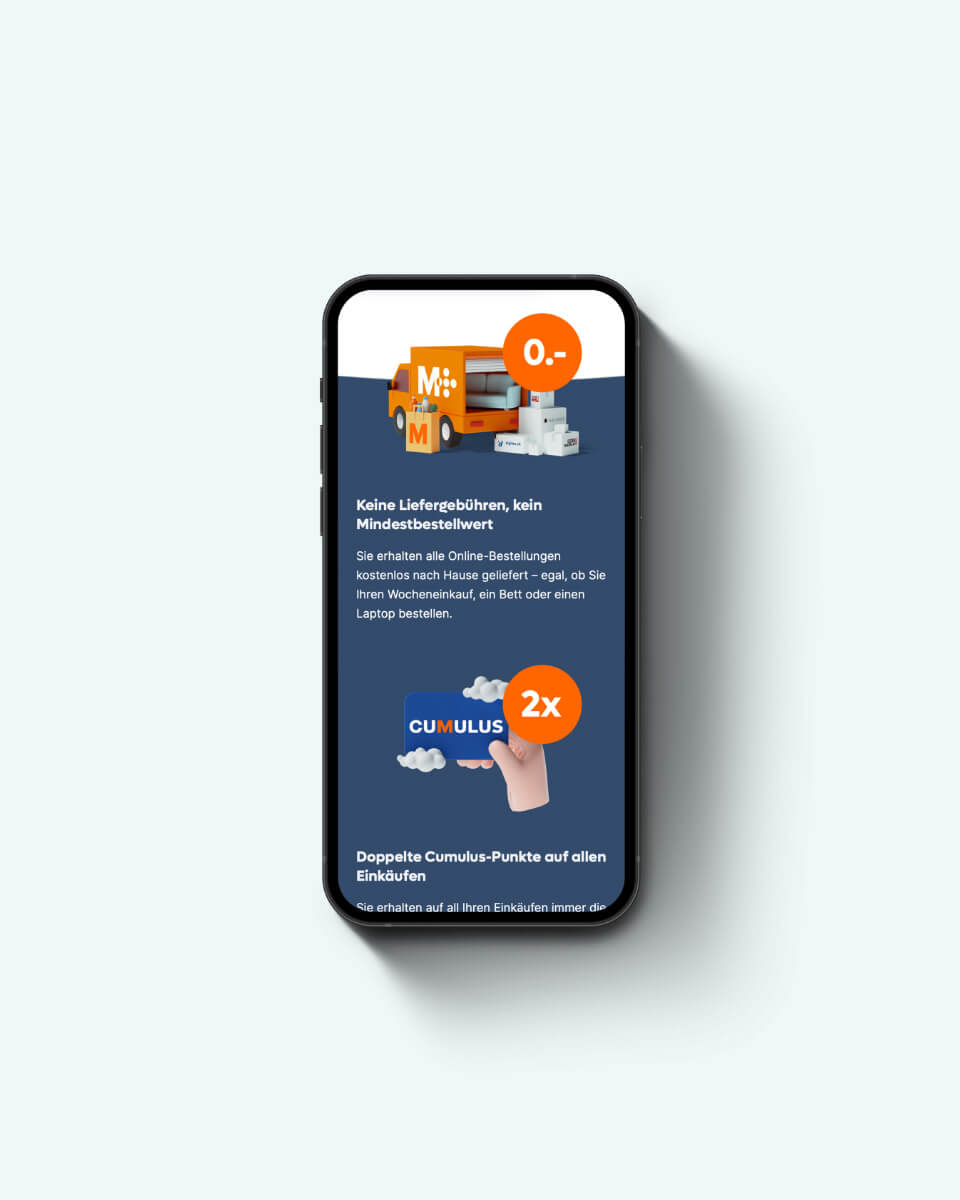 0.-
M
M
Keine Liefergebühren, kein
Mindestbestellwert
Sie erhalten alle Online-Bestellungen
kostenlos nach Hause geliefert – egal, ob Sie
Ihren Wocheneinkauf, ein Bett oder einen
Laptop bestellen.
2x
CUMULUS
Doppelte Cumulus-Punkte auf allen
Einkäufen
Sie erhalten auf all Ihren Einkäufen immer die